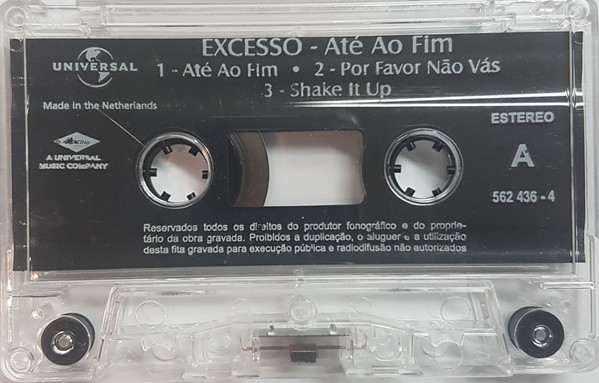 EXCESSO - Até Ao Fim
UNIVERSAL
1 - Até Ao Fim • 2 - Por Favor Não Vás
3 - Shake It Up
Made in the Netherlands
ESTEREO
A UNIVERSAL
MUSIC COMPANY
A
562 436 - 4
Reservados todos os direitos do produtor fonográfico e do proprie-
tário da obra gravada. Proibidos a duplicação, o aluguer e a utilização
desta fita gravada para execução pública e radiodifusão não autorizados